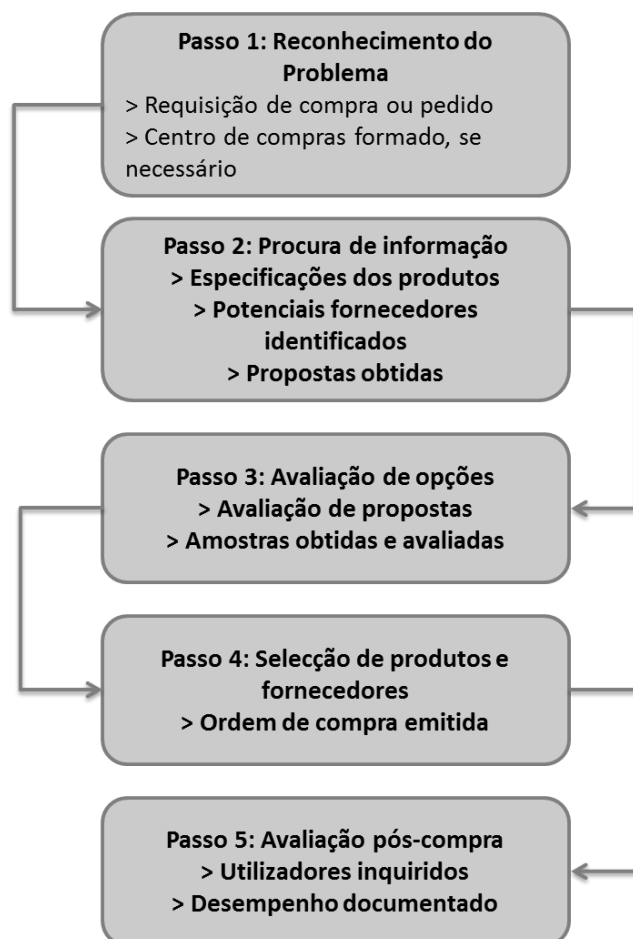 Passo 1: Reconhecimento do
Problema
> Requisição de compra ou pedido
> Centro de compras formado, se
necessário
Passo 2: Procura de informação
> Especificações dos produtos
> Potenciais fornecedores
identificados
> Propostas obtidas
Passo 3: Avaliação de opções
> Avaliação de propostas
> Amostras obtidas e avaliadas
Passo 4: Selecção de produtos e
fornecedores
> Ordem de compra emitida
Passo 5: Avaliação pós-compra
> Utilizadores inquiridos
> Desempenho documentado